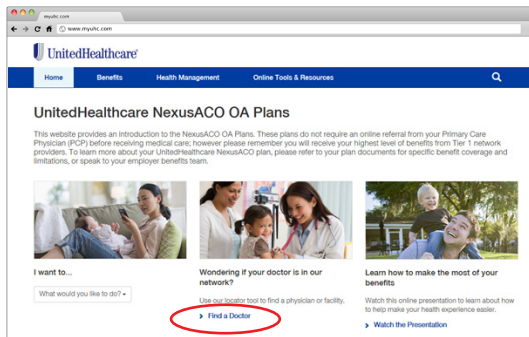 myuhc.com
www.myuhc.com
UnitedHealthcare®
Home Benefits Health Management Online Tools & Resources
UnitedHealthcare NexusACO OA Plans
This website provides an introduction to the NexusACO OA Plans. These plans do not require an online referral from your Primary Care
Physician (PCP) before receiving medical care; however please remember you will receive your highest level of benefits from Tier 1 network
providers. To learn more about your UnitedHealthcare NexusACO plan, please refer to your plan documents for specific benefit coverage and
limitations, or speak to your employer benefits team.
I want to...
What would you like to do?
Wondering if your doctor is in our
network?
Use our locator tool to find a physician or facility.
Find a Doctor
Learn how to make the most of your
benefits
Watch this online presentation to learn about how
to help make your health experience easier.
Watch the Presentation